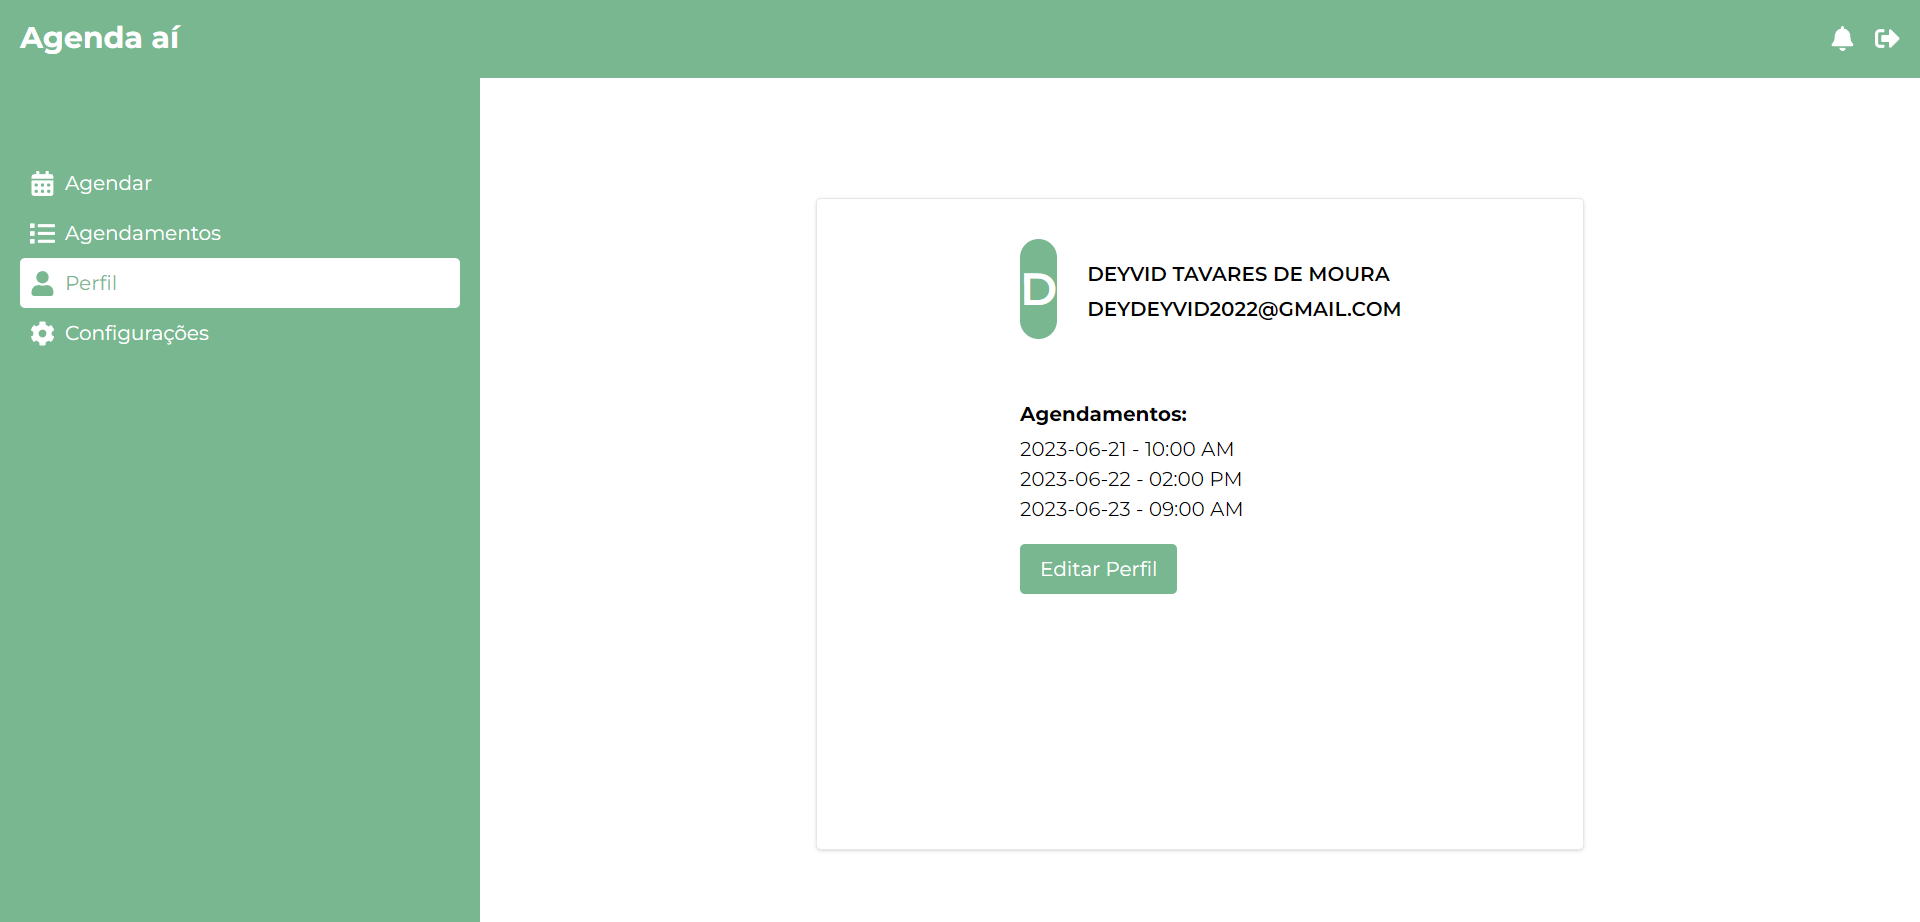 Agenda aí
Agendar
Agendamentos
Perfil
Configurações
D
DEYVID TAVARES DE MOURA
DEYDEYVID2022@GMAIL.COM
Agendamentos:
2023-06-21 - 10:00 AM
2023-06-22 - 02:00 PM
2023-06-23 - 09:00 AM
Editar Perfil